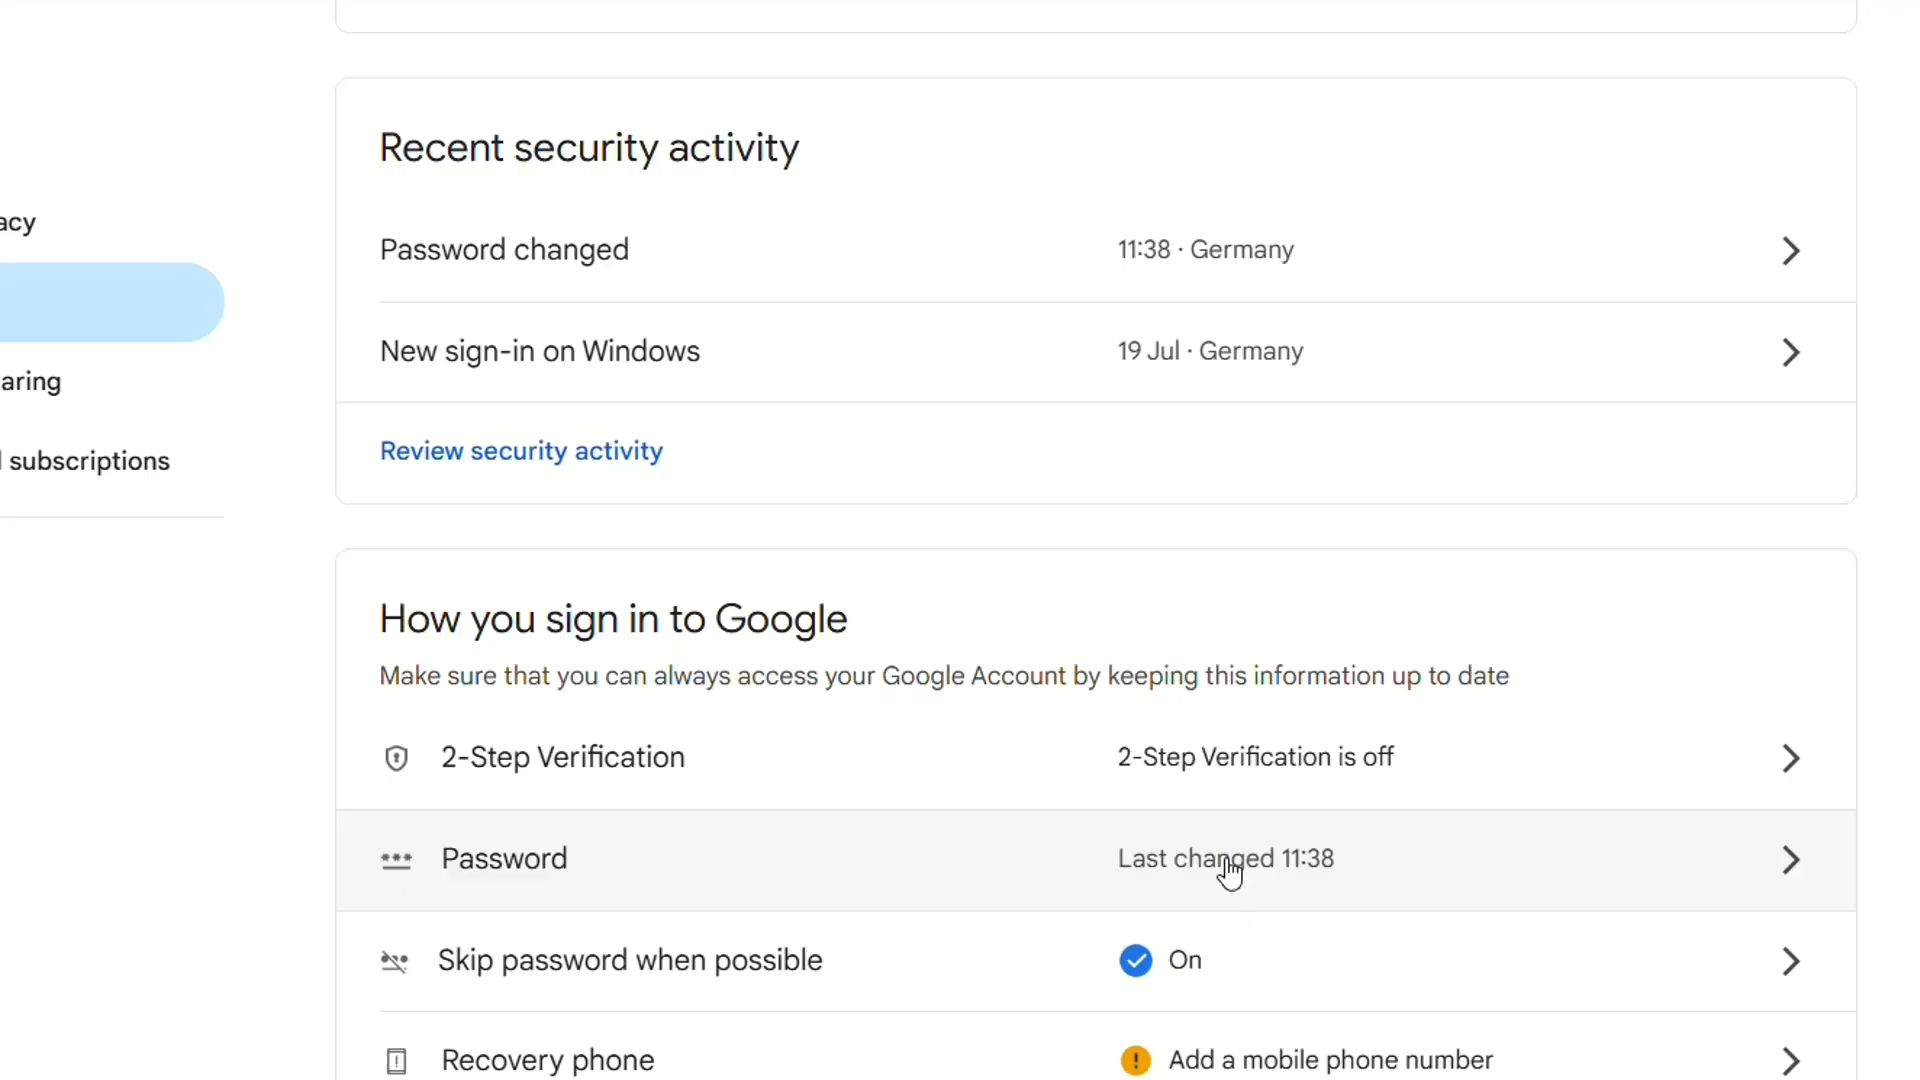 Recent security activity
acy
Password changed 11:38 · Germany
New sign-in on Windows 19 Jul · Germany
aring
Review security activity
subscriptions
How you sign in to Google
Make sure that you can always access your Google Account by keeping this information up to date
2-Step Verification 2-Step Verification is off
Password Last changed 11:38
Skip password when possible On
Recovery phone Add a mobile phone number